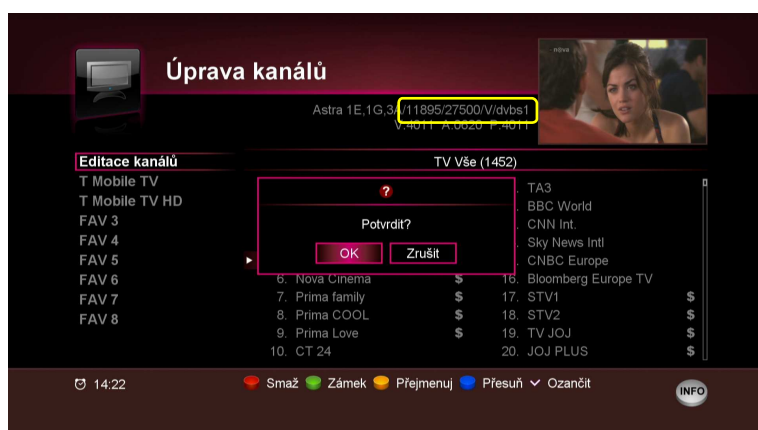 nova
Úprava kanálů
Astra 1E,1G,3A/11895/27500/V/dvbs1
V:4011 A:0620 P:4011
Editace kanálů
TV Vše (1452)
T Mobile TV
T Mobile TV HD
FAV 3
FAV 4
FAV 5
FAV 6
FAV 7
FAV 8
?
Potvrdit?
OK Zrušit
6. Nova Cinema $
7. Prima family $
8. Prima COOL $
9. Prima Love $
10. CT 24
. TA3
. BBC World
. CNN Int.
. Sky News Intl
. CNBC Europe
16. Bloomberg Europe TV
17. STV1 $
18. STV2 $
19. TV JOJ $
20. JOJ PLUS $
14:22
Smaž Zámek Přejmenuj Přesuň Ozančit
INFO